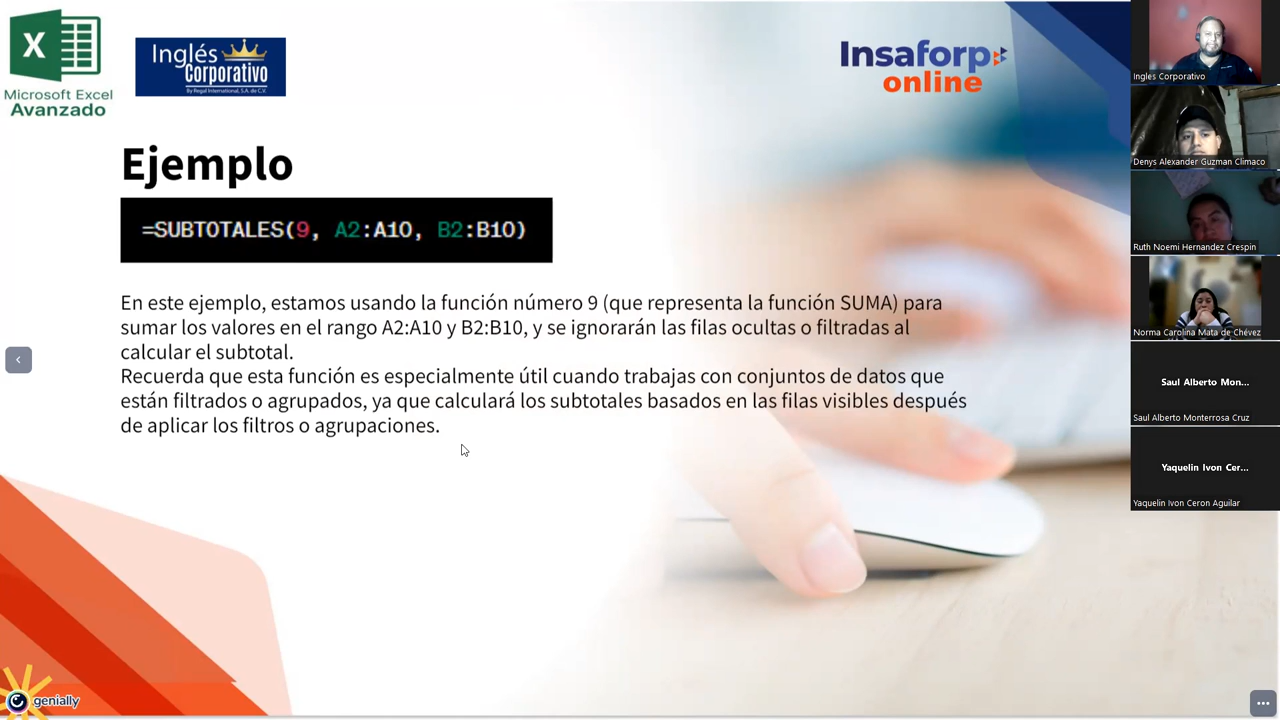 X
Microsoft Excel
Avanzado
Inglés
Corporativo
By Regal International, S.A. de C.V.
Insaforp
online
Ejemplo
=SUBTOTALES(9, A2:A10, B2:B10)
En este ejemplo, estamos usando la función número 9 (que representa la función SUMA) para
sumar los valores en el rango A2:A10 y B2:B10, y se ignorarán las filas ocultas o filtradas al
calcular el subtotal.
Recuerda que esta función es especialmente útil cuando trabajas con conjuntos de datos que
están filtrados o agrupados, ya que calculará los subtotales basados en las filas visibles después
de aplicar los filtros o agrupaciones.
genially
Ingles Corporativo
Denys Alexander Guzman Climaco
Ruth Noemi Hernandez Crespin
Norma Carolina Mata de Chévez
Saul Alberto Mon...
Saul Alberto Monterrosa Cruz
Yaquelin Ivon Cer...
Yaquelin Ivon Ceron Aguilar